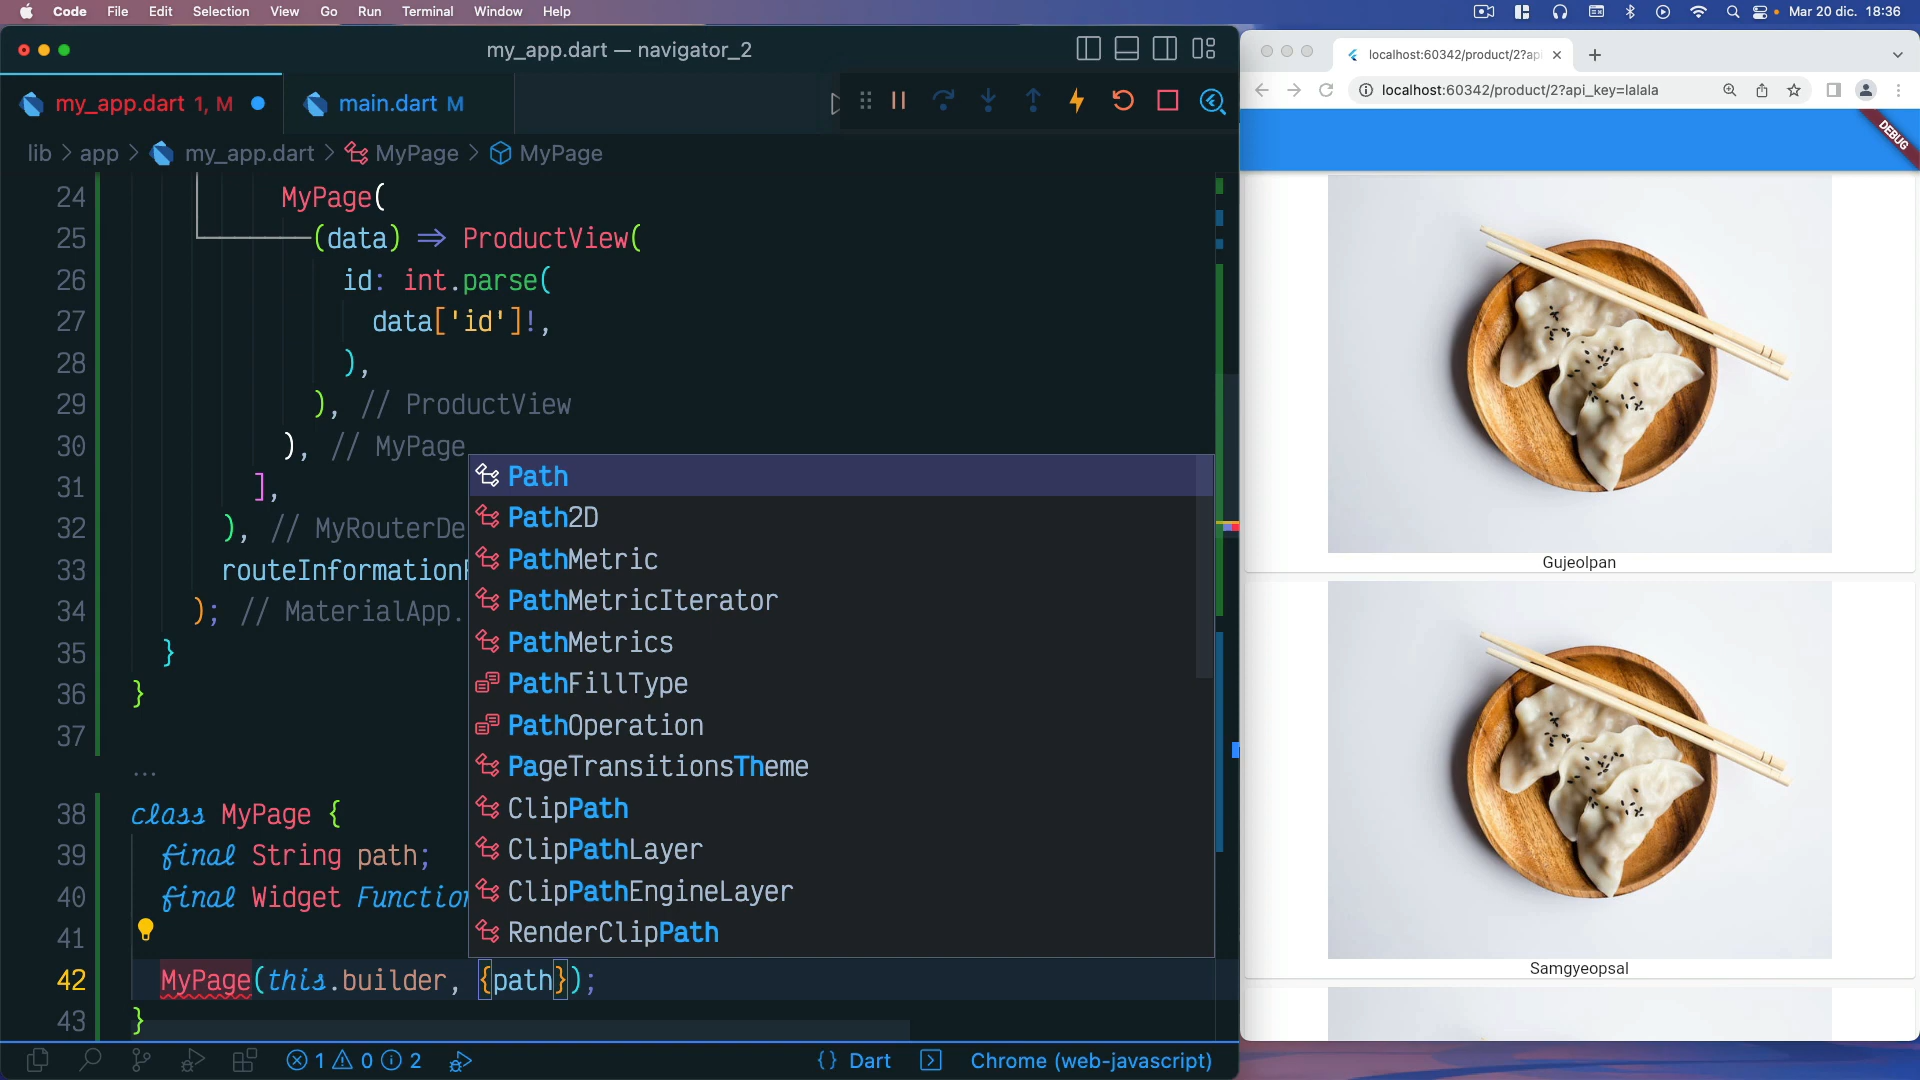 Code File Edit Selection View Go Run Terminal Window Help
Mar 20 dic. 18:36
my_app.dart — navigator_2
my_app.dart 1, M
main.dart M
lib > app > my_app.dart > MyPage > MyPage
24 MyPage(
25 (data) => ProductView(
26 id: int.parse(
27 data['id']!,
28 ),
29 ), // ProductView
30 ), // MyPage
31 ],
32 ), // MyRouterDe
33 routeInformation
34 ); // MaterialApp.
35 }
36 }
37
...
38 class MyPage {
39 final String path;
40 final Widget Function
41
42 MyPage(this.builder, {path});
43 }
Path
Path2D
PathMetric
PathMetricIterator
PathMetrics
PathFillType
PathOperation
PageTransitionsTheme
ClipPath
ClipPathLayer
ClipPathEngineLayer
RenderClipPath
1 0 2
{} Dart
Chrome (web-javascript)
localhost:60342/product/2?api
localhost:60342/product/2?api_key=lalala
DEBUG
Gujeolpan
Samgyeopsal